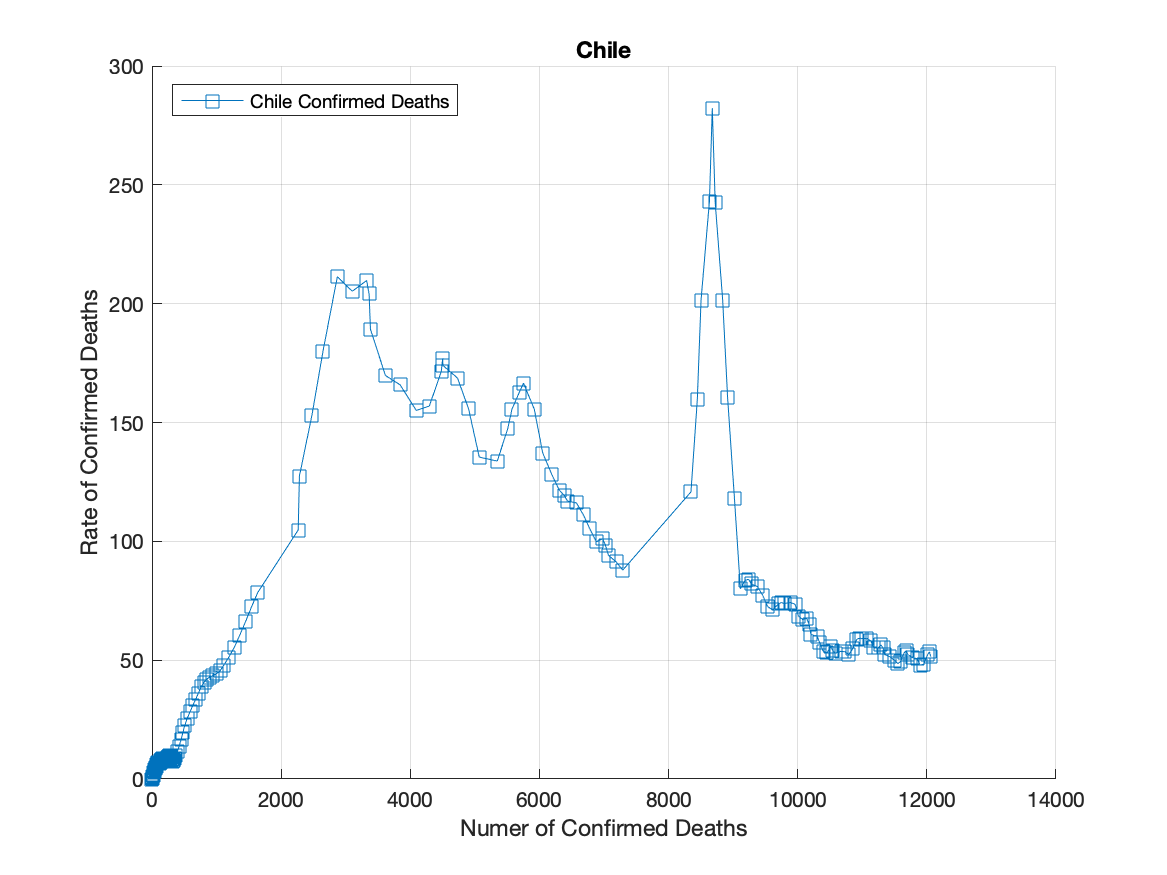 Chile
300
Chile Confirmed Deaths
250
200
150
100
50
0
Rate of Confirmed Deaths
0 2000 4000 6000 8000 10000 12000 14000
Numer of Confirmed Deaths